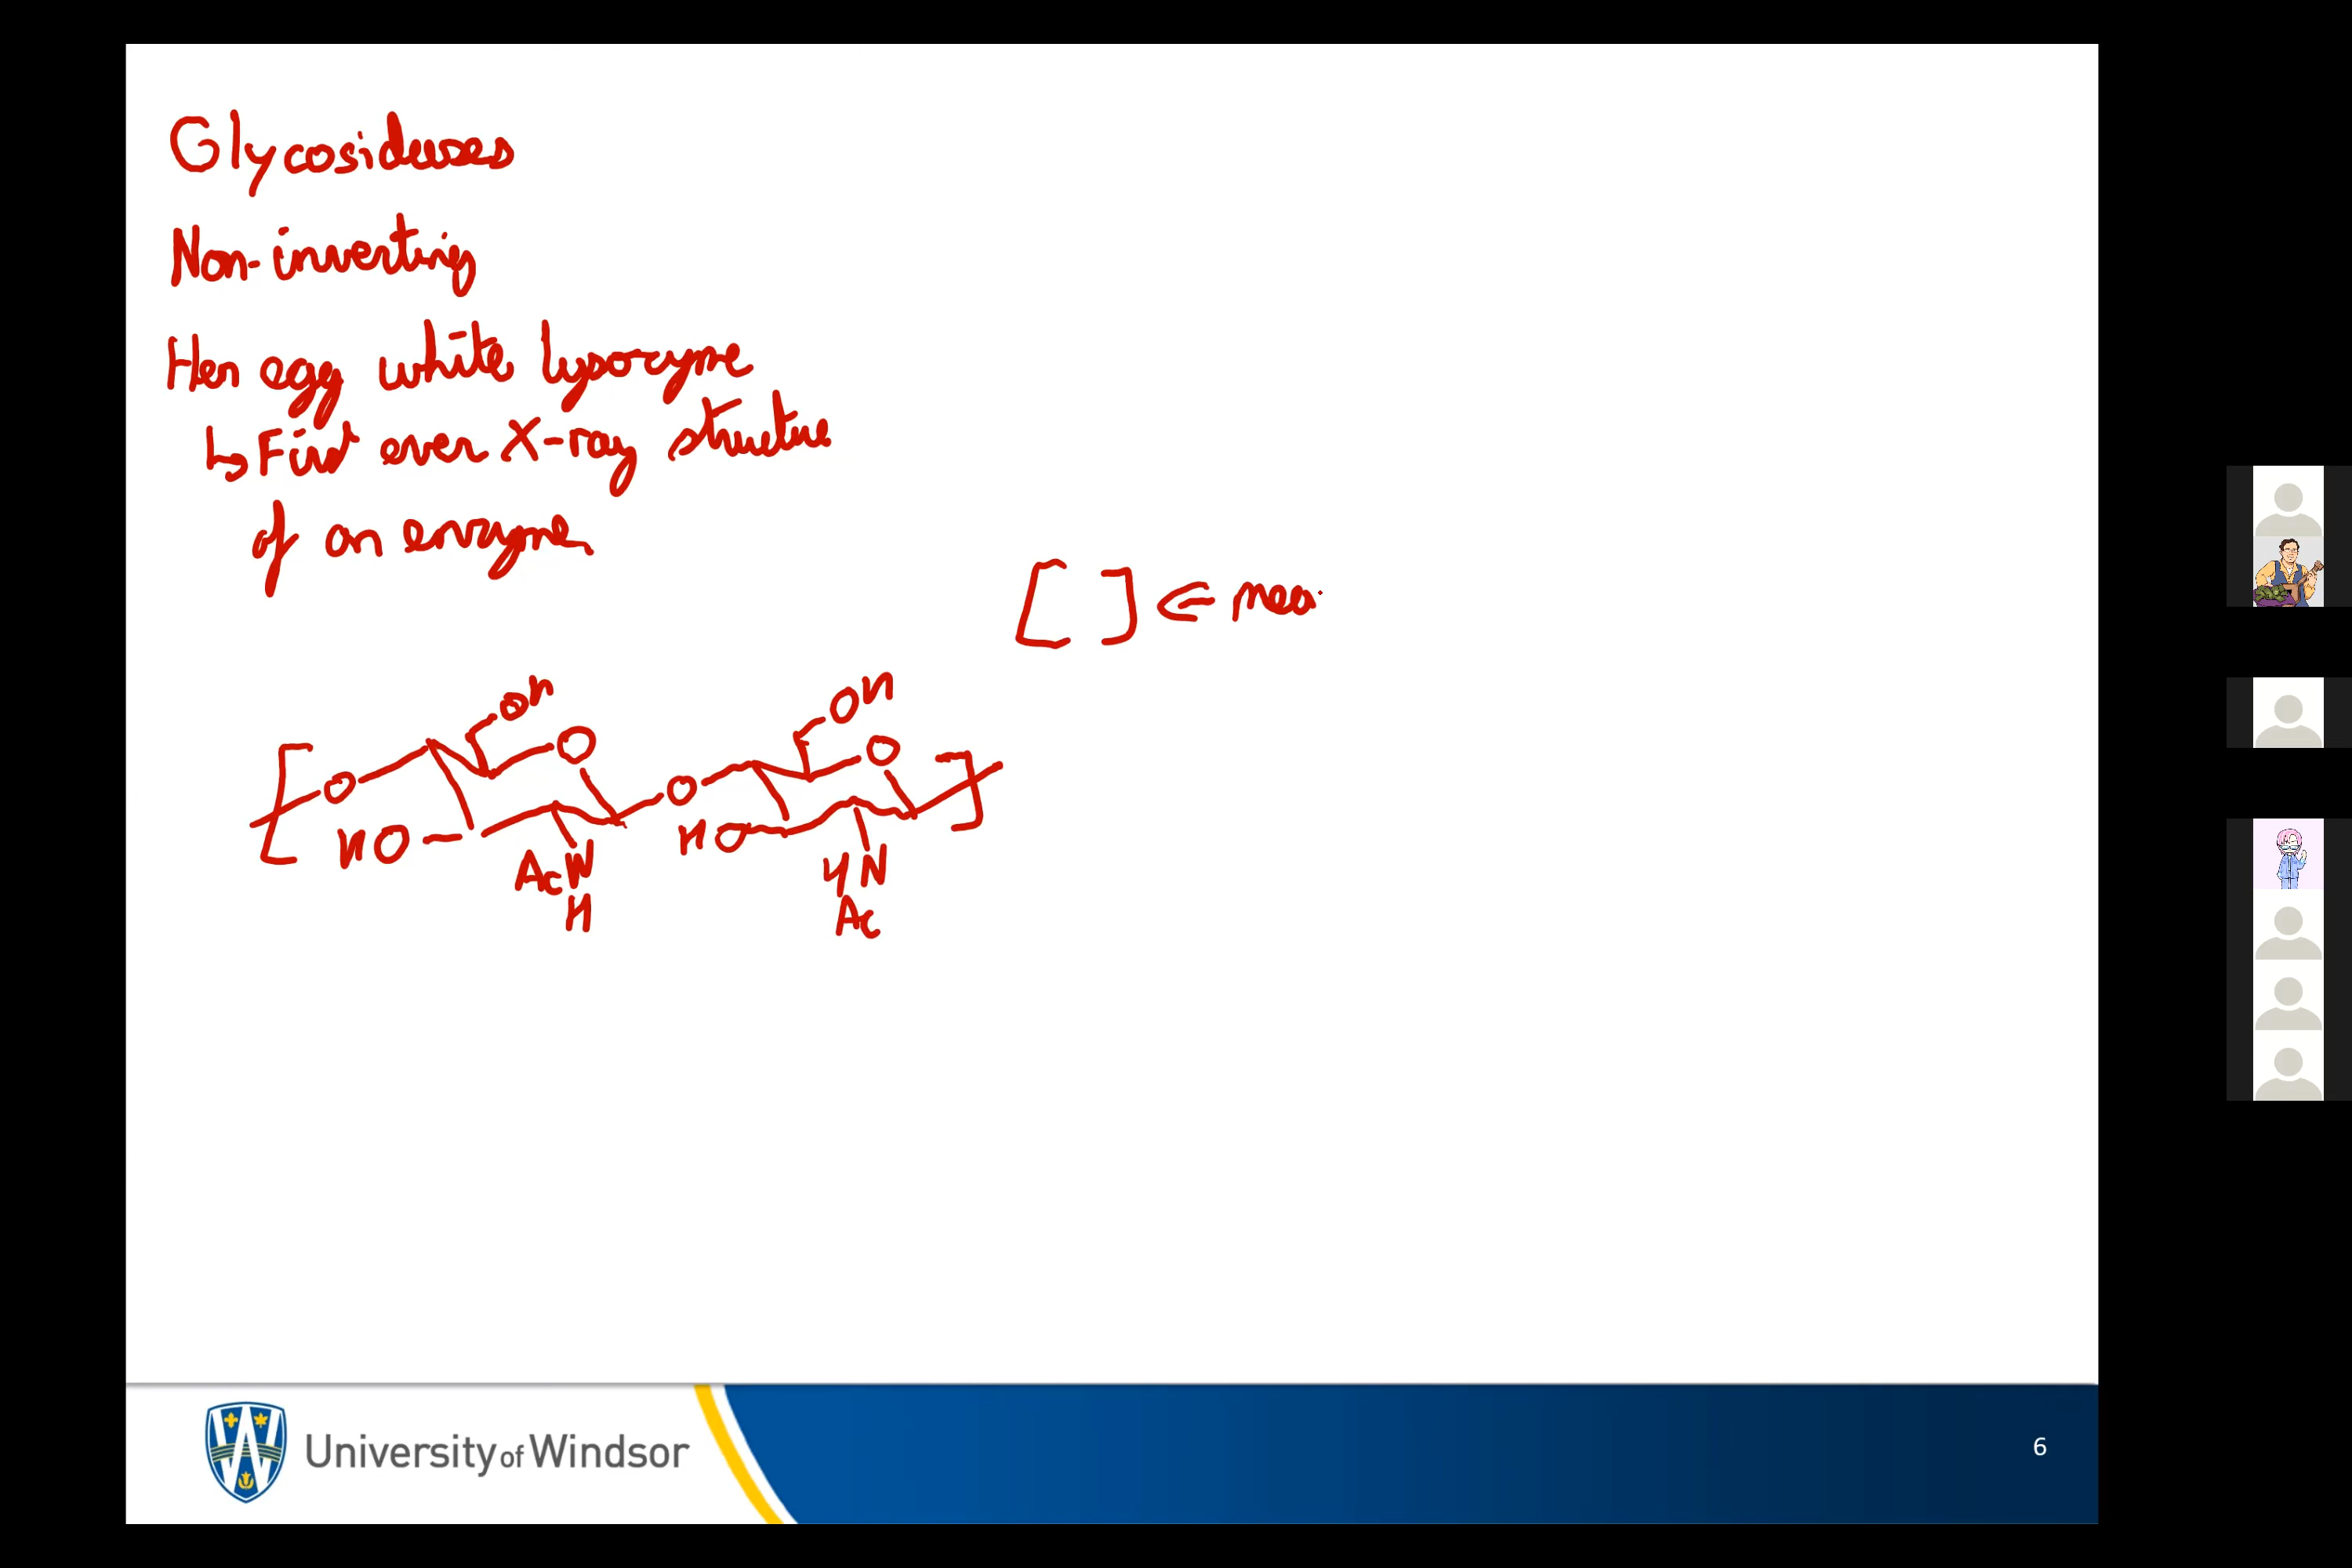 Glycosidases
Non-inverting
Hen egg white lysozyme
↳ First ever X-ray structure
of an enzyme
[ ] ⇐ mea
OH
OH
O
O
[
O
O
]
HO
HO
AcN
HN
H
Ac
University of Windsor
6